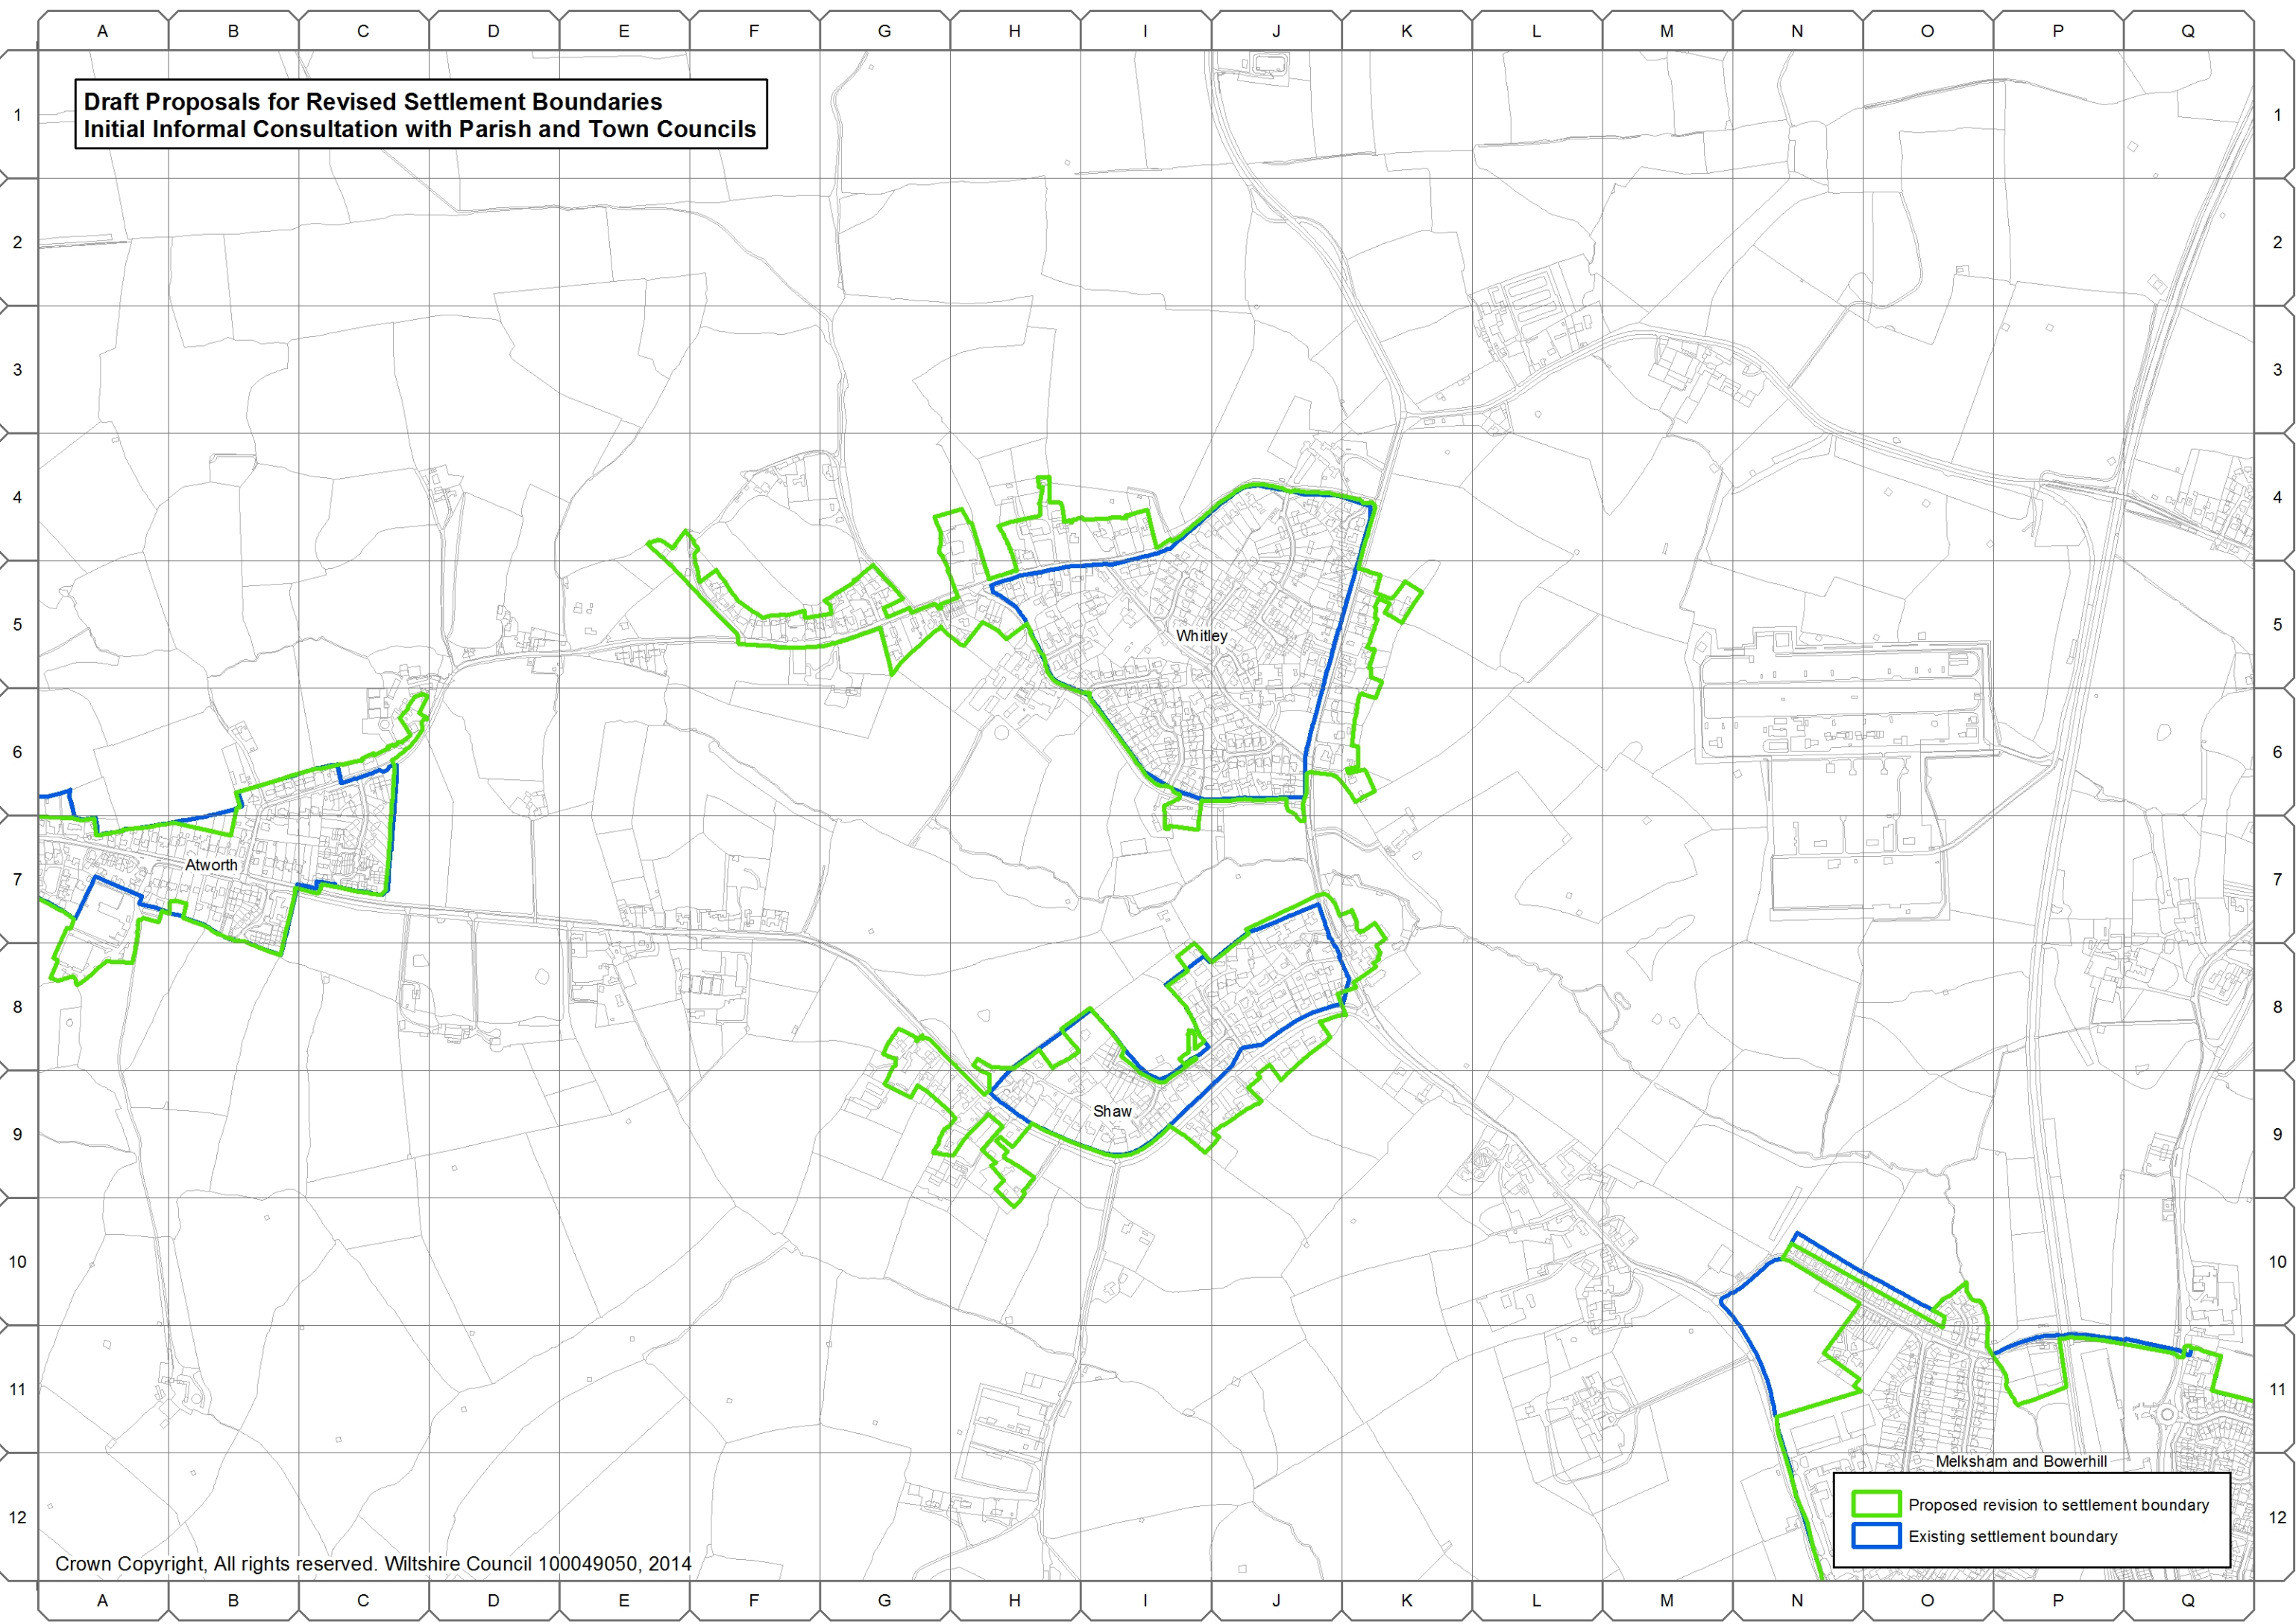 A B C D E F G H I J K L M N O P Q
Draft Proposals for Revised Settlement Boundaries
Initial Informal Consultation with Parish and Town Councils
1 1
2 2
3 3
4 4
5 5
Whitley
6 6
Atworth
7 7
8 8
Shaw
9 9
10 10
11 11
Melksham and Bowerhill
Proposed revision to settlement boundary
12 12
Existing settlement boundary
Crown Copyright, All rights reserved. Wiltshire Council 100049050, 2014
A B C D E F G H I J K L M N O P Q